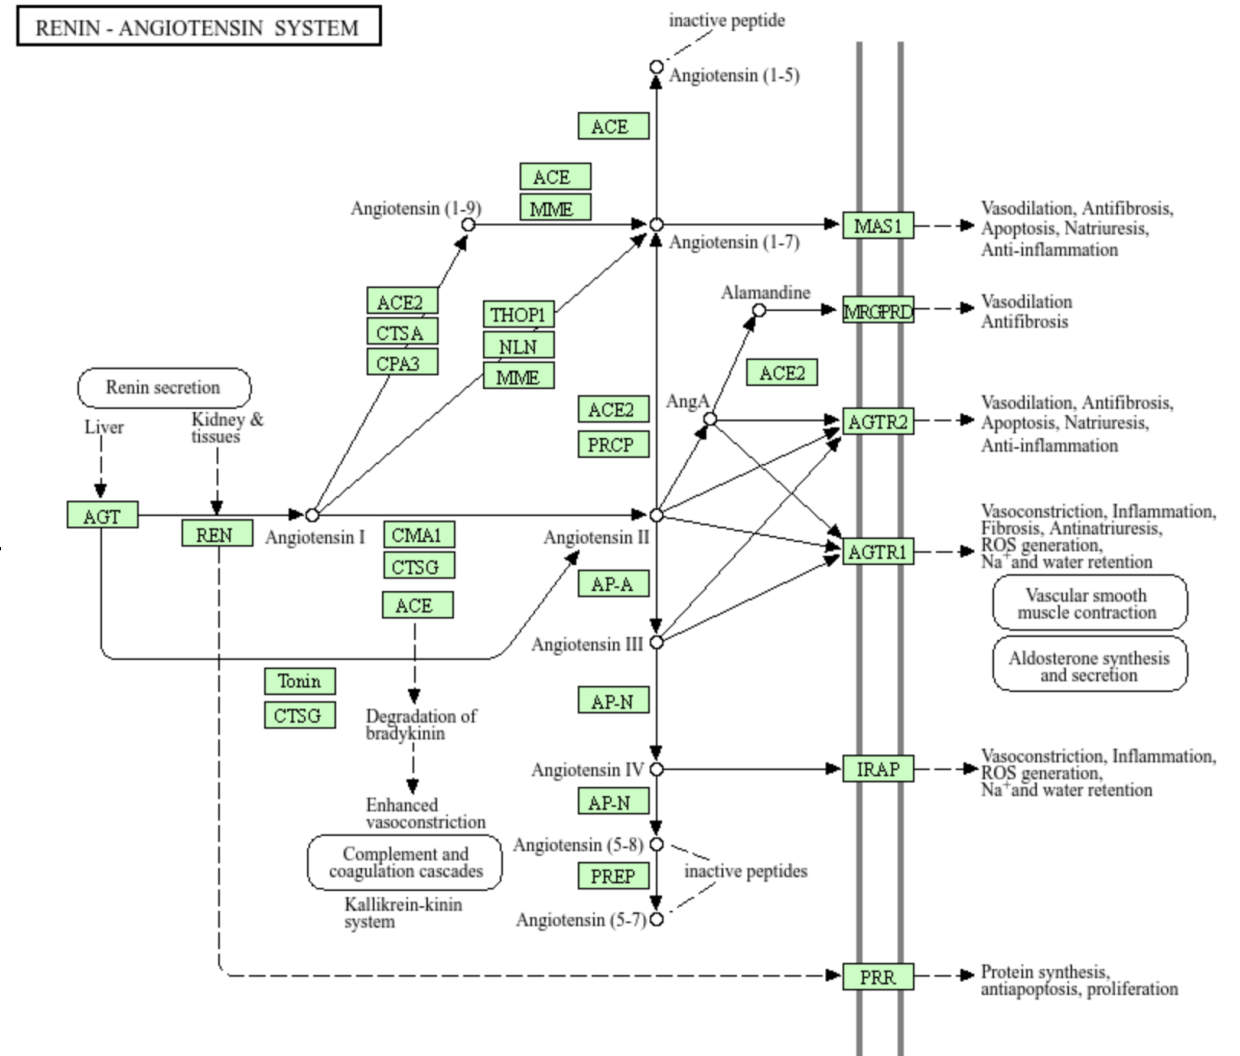 RENIN - ANGIOTENSIN SYSTEM
inactive peptide
Angiotensin (1-5)
ACE
ACE
MME
Angiotensin (1-9)
Angiotensin (1-7)
MAS1
Vasodilation, Antifibrosis,
Apoptosis, Natriuresis,
Anti-inflammation
Alamandine
MRGPRD
Vasodilation
Antifibrosis
ACE2
CTSA
CPA3
THOP1
NLN
MME
ACE2
Renin secretion
Liver
Kidney &
tissues
ACE2
PRCP
AngA
AGTR2
Vasodilation, Antifibrosis,
Apoptosis, Natriuresis,
Anti-inflammation
AGT
REN
Angiotensin I
CMA1
CTSG
ACE
Angiotensin II
AP-A
AGTR1
Vasoconstriction, Inflammation,
Fibrosis, Antinatriuresis,
ROS generation,
Na+and water retention
Vascular smooth
muscle contraction
Aldosterone synthesis
and secretion
Angiotensin III
Tonin
CTSG
AP-N
Degradation of
bradykinin
Angiotensin IV
IRAP
Vasoconstriction, Inflammation,
ROS generation,
Na+and water retention
Enhanced
vasoconstriction
AP-N
Complement and
coagulation cascades
Kallikrein-kinin
system
Angiotensin (5-8)
PREP
inactive peptides
Angiotensin (5-7)
PRR
Protein synthesis,
antiapoptosis, proliferation